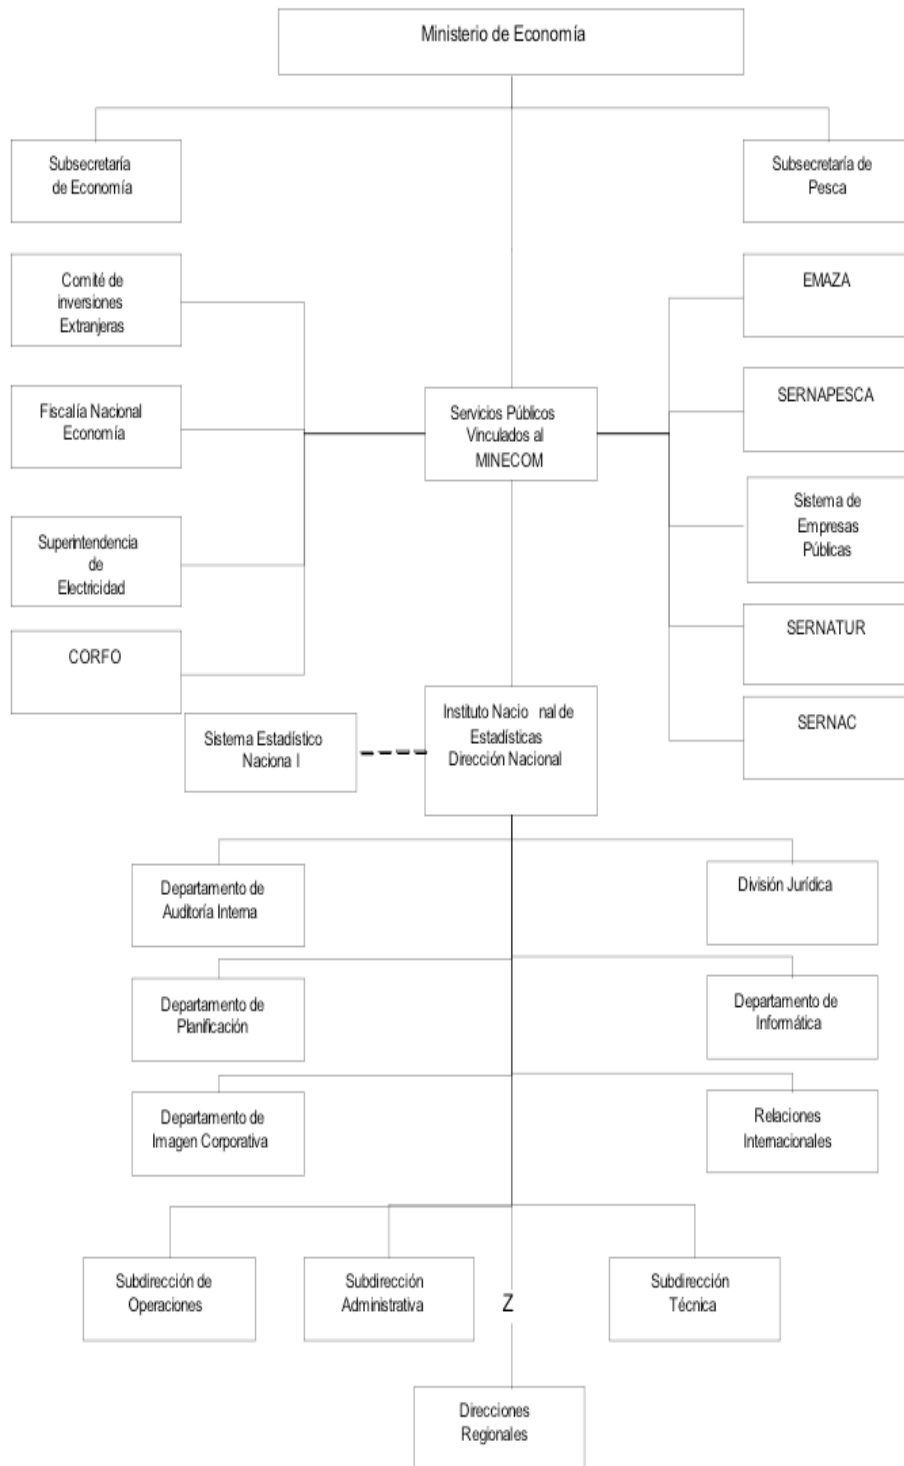 Ministerio de Economía
Subsecretaría
de Economía
Subsecretaría de
Pesca
Comité de
inversiones
Extranjeras
EMAZA
Fiscalía Nacional
Economía
Servicios Públicos
Vinculados al
MINECOM
SERNAPESCA
Superintendencia
de
Electricidad
Sistema de
Empresas
Públicas
CORFO
SERNATUR
Sistema Estadístico
Naciona l
Instituto Nacio nal de
Estadísticas
Dirección Nacional
SERNAC
Departamento de
Auditoría Interna
División Jurídica
Departamento de
Planificación
Departamento de
Informática
Departamento de
Imagen Corporativa
Relaciones
Internacionales
Subdirección de
Operaciones
Subdirección
Administrativa
Z
Subdirección
Técnica
Direcciones
Regionales